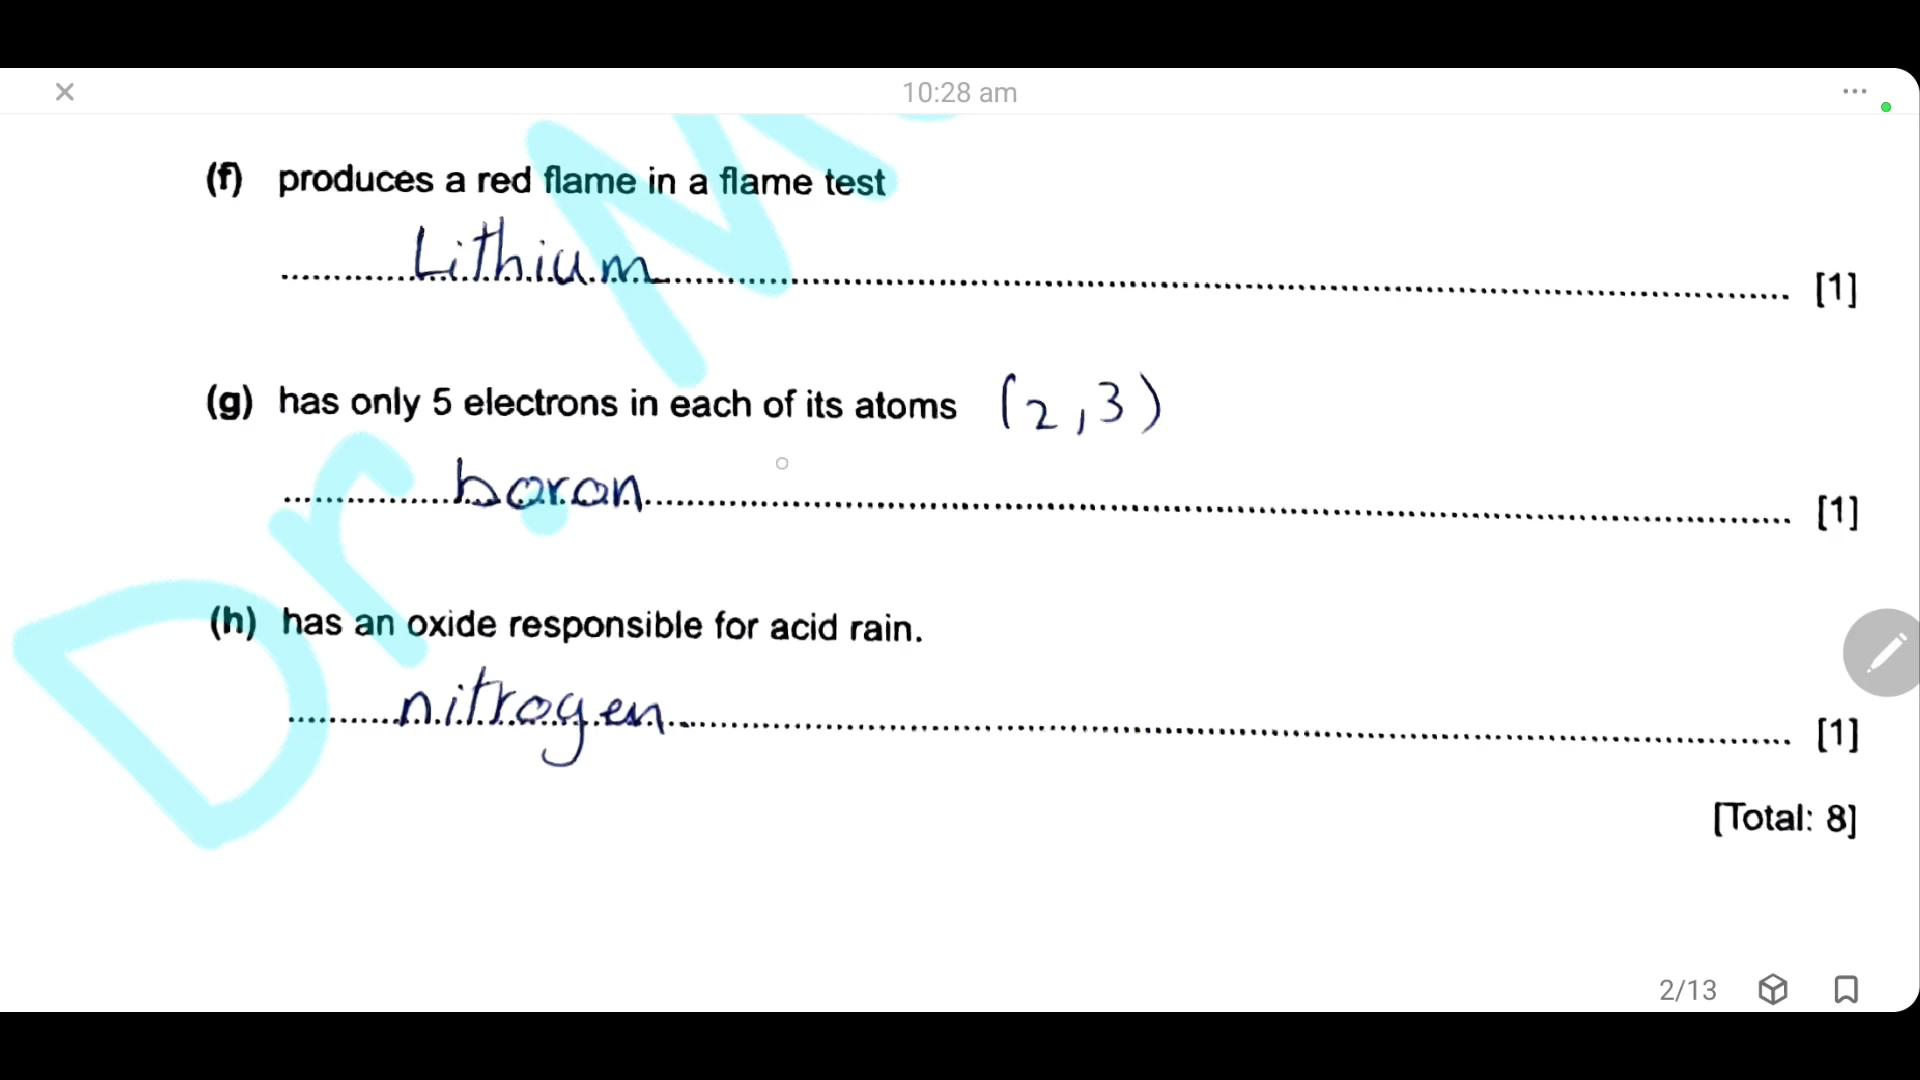 10:28 am
(f) produces a red flame in a flame test
Lithium
[1]
(g) has only 5 electrons in each of its atoms (2,3)
boron
[1]
(h) has an oxide responsible for acid rain.
nitrogen
[1]
[Total: 8]
Dr. M
2/13